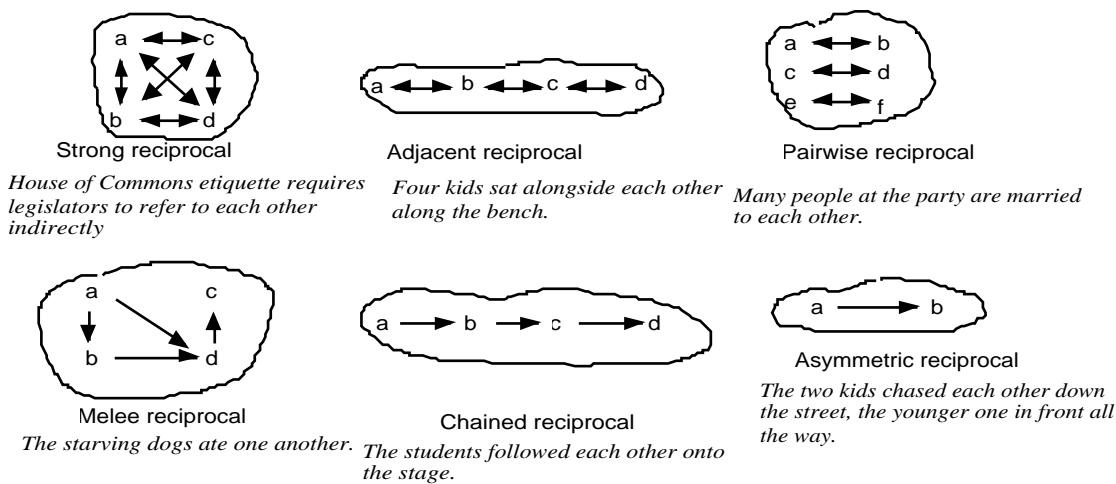 a c
b d
Strong reciprocal
House of Commons etiquette requires
legislators to refer to each other
indirectly
a b c d
Adjacent reciprocal
Four kids sat alongside each other
along the bench.
a b
c d
e f
Pairwise reciprocal
Many people at the party are married
to each other.
a c
b d
Melee reciprocal
The starving dogs ate one another.
a b c d
Chained reciprocal
The students followed each other onto
the stage.
a b
Asymmetric reciprocal
The two kids chased each other down
the street, the younger one in front all
the way.